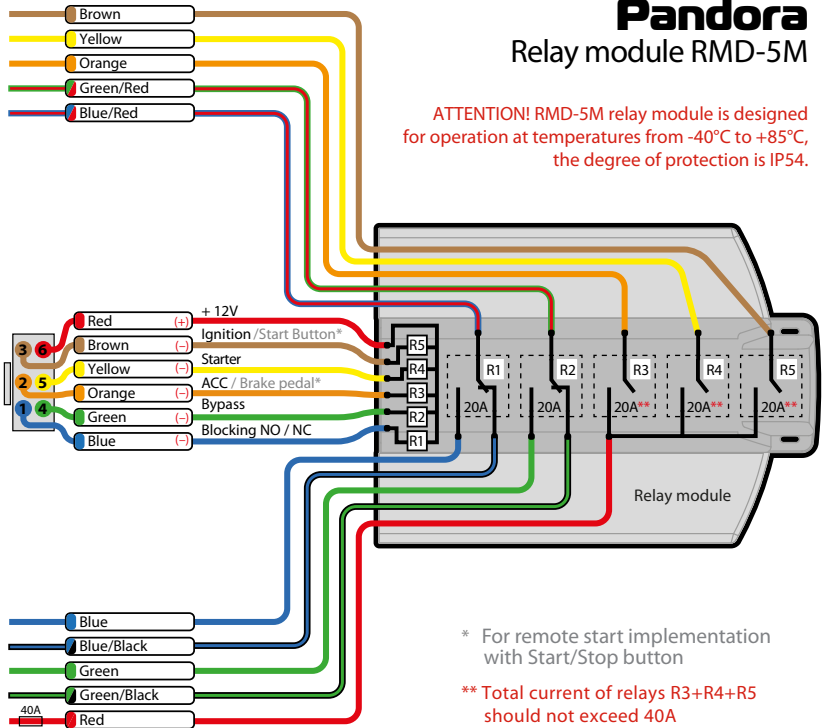 Brown
Yellow
Orange
Green/Red
Blue/Red
Pandora
Relay module RMD-5M
ATTENTION! RMD-5M relay module is designed
for operation at temperatures from -40°C to +85°C,
the degree of protection is IP54.
3 6
2 5
1 4
Red (+) + 12V
Brown (−) Ignition /Start Button*
Yellow (−) Starter
Orange (−) ACC / Brake pedal*
Green (−) Bypass
Blue (−) Blocking NO / NC
R5
R4
R3
R2
R1
R1 R2 R3 R4 R5
20A 20A 20A** 20A** 20A**
Relay module
Blue
Blue/Black
Green
Green/Black
40A Red
* For remote start implementation
with Start/Stop button
** Total current of relays R3+R4+R5
should not exceed 40A